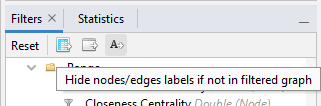 Filters Statistics
Reset
Hide nodes/edges labels if not in filtered graph
Closeness Centrality Double (Node)